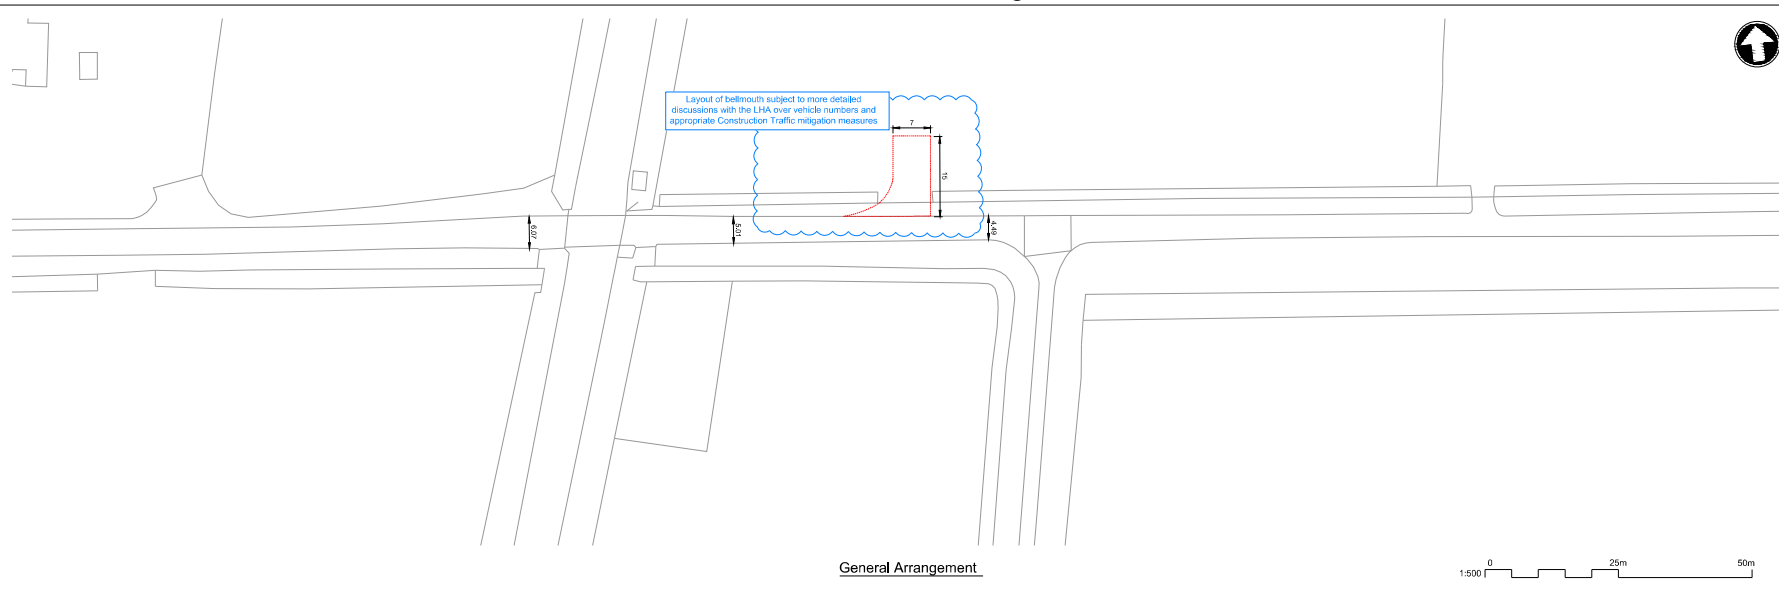 Layout of bellmouth subject to more detailed
discussions with the LHA over vehicle numbers and
appropriate Construction Traffic mitigation measures
7
15
6.07
5.01
4.49
General Arrangement
1:500
0
25m
50m